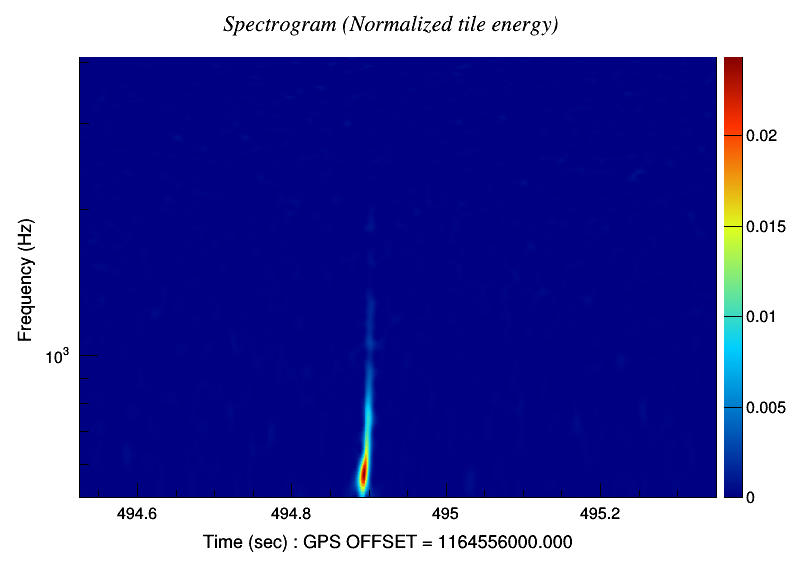 Spectrogram (Normalized tile energy)
0.02
0.015
0.01
0.005
0
Frequency (Hz)
10³
494.6 494.8 495 495.2
Time (sec) : GPS OFFSET = 1164556000.000